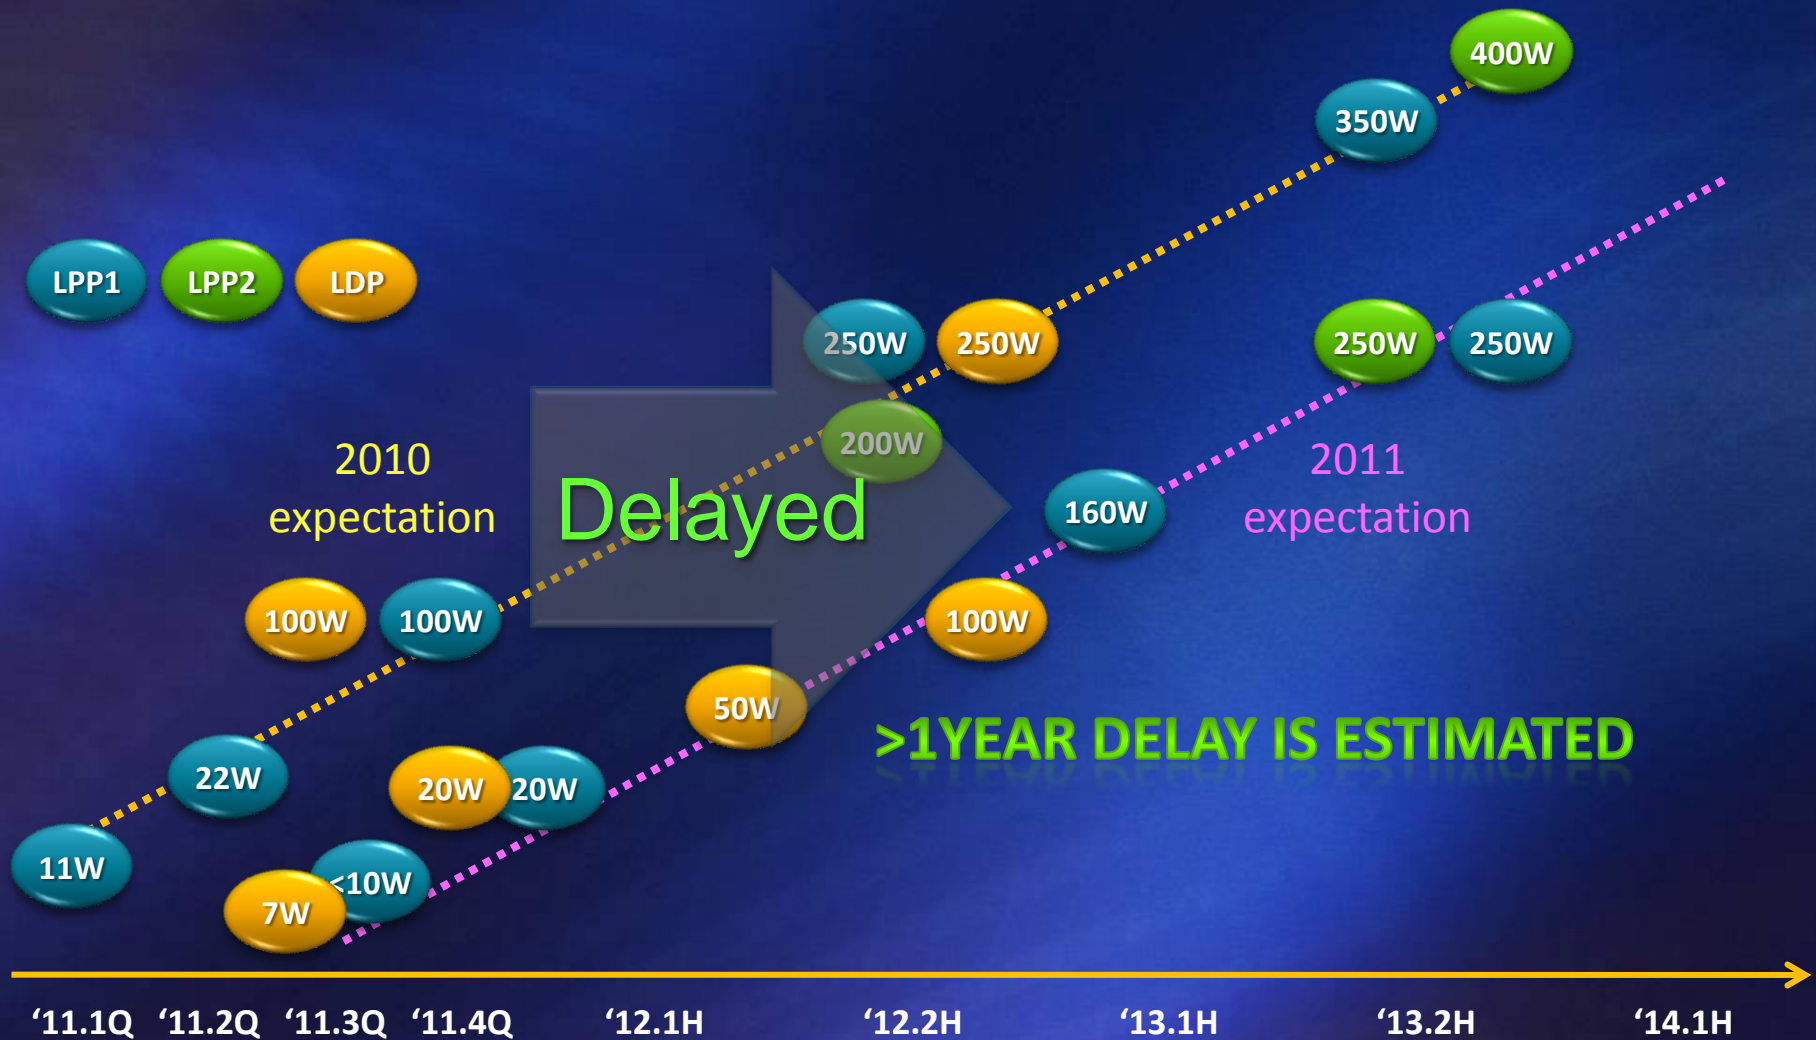 400W
350W
LPP1 LPP2 LDP
250W 250W 250W 250W
200W
2010
expectation
Delayed
2011
expectation
160W
100W 100W 100W
50W
>1YEAR DELAY IS ESTIMATED
22W
20W 20W
11W
<10W
7W
‘11.1Q ‘11.2Q ‘11.3Q ‘11.4Q ‘12.1H ‘12.2H ‘13.1H ‘13.2H ‘14.1H